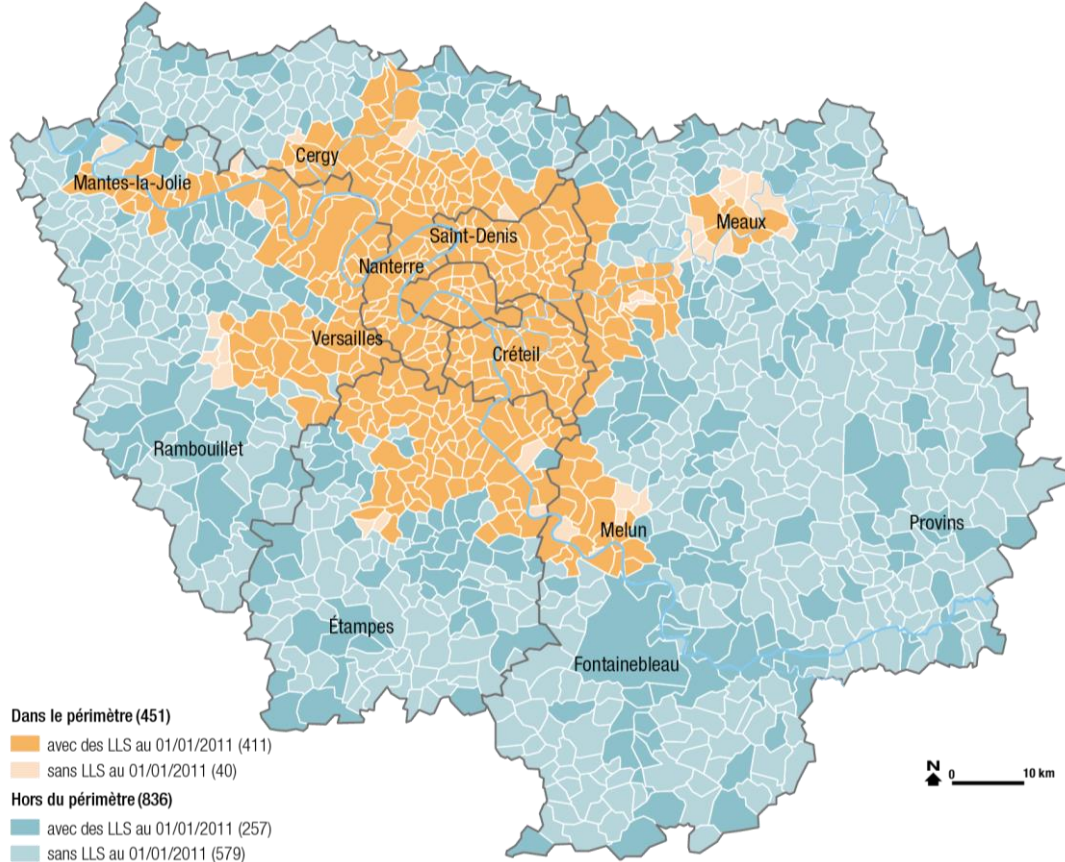 Cergy
Mantes-la-Jolie
Saint-Denis
Meaux
Nanterre
Versailles
Créteil
Rambouillet
Melun
Provins
Étampes
Fontainebleau
Dans le périmètre (451)
avec des LLS au 01/01/2011 (411)
sans LLS au 01/01/2011 (40)
Hors du périmètre (836)
avec des LLS au 01/01/2011 (257)
sans LLS au 01/01/2011 (579)
N
0 10 km